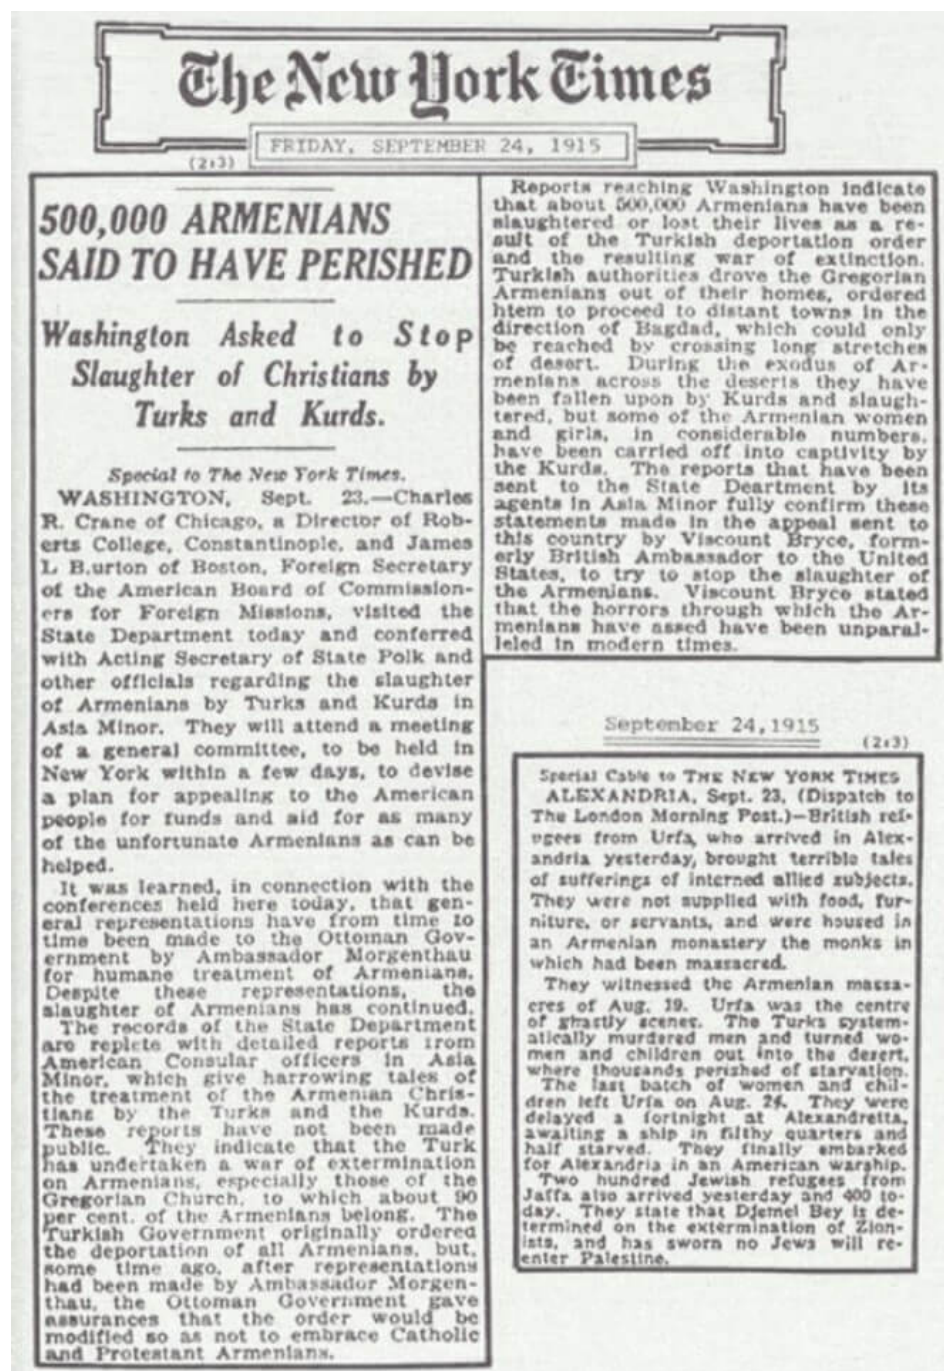 The New York Times
FRIDAY, SEPTEMBER 24, 1915
(2:3)
500,000 ARMENIANS
SAID TO HAVE PERISHED
Washington Asked to Stop
Slaughter of Christians by
Turks and Kurds.
Special to The New York Times.
WASHINGTON, Sept. 23.—Charles
R. Crane of Chicago, a Director of Rob-
erts College, Constantinople, and James
L B.urton of Boston, Foreign Secretary
of the American Board of Commission-
ers for Foreign Missions, visited the
State Department today and conferred
with Acting Secretary of State Polk and
other officials regarding the slaughter
of Armenians by Turks and Kurds in
Asia Minor. They will attend a meeting
of a general committee, to be held in
New York within a few days, to devise
a plan for appealing to the American
people for funds and aid for as many
of the unfortunate Armenians as can be
helped.
It was learned, in connection with the
conferences held here today, that gen-
eral representations have from time to
time been made to the Ottoman Gov-
ernment by Ambassador Morgenthau
for humane treatment of Armenians.
Despite these representations, the
slaughter of Armenians has continued.
The records of the State Department
are replete with detailed reports from
American Consular officers in Asia
Minor, which give harrowing tales of
the treatment of the Armenian Chris-
tians by the Turks and the Kurds.
These reports have not been made
public. They indicate that the Turk
has undertaken a war of extermination
on Armenians, especially those of the
Gregorian Church, to which about 90
per cent. of the Armenians belong. The
Turkish Government originally ordered
the deportation of all Armenians, but,
some time ago, after representations
had been made by Ambassador Morgen-
thau, the Ottoman Government gave
assurances that the order would be
modified so as not to embrace Catholic
and Protestant Armenians.
Reports reaching Washington indicate
that about 500,000 Armenians have been
slaughtered or lost their lives as a re-
sult of the Turkish deportation order
and the resulting war of extinction.
Turkish authorities drove the Gregorian
Armenians out of their homes, ordered
htem to proceed to distant towns in the
direction of Bagdad, which could only
be reached by crossing long stretches
of desert. During the exodus of Ar-
menians across the deserts they have
been fallen upon by Kurds and slaugh-
tered, but some of the Armenian women
and girls, in considerable numbers,
have been carried off into captivity by
the Kurds. The reports that have been
sent to the State Deartment by its
agents in Asia Minor fully confirm these
statements made in the appeal sent to
this country by Viscount Bryce, form-
erly British Ambassador to the United
States, to try to stop the slaughter of
the Armenians. Viscount Bryce stated
that the horrors through which the Ar-
menians have assed have been unparal-
leled in modern times.
September 24,1915
(2:3)
Special Cable to THE NEW YORK TIMES
ALEXANDRIA, Sept. 23, (Dispatch to
The London Morning Post.)—British ref-
ugees from Urfa, who arrived in Alex-
andria yesterday, brought terrible tales
of sufferings of interned allied subjects.
They were not supplied with food, fur-
niture, or servants, and were housed in
an Armenian monastery the monks in
which had been massacred.
They witnessed the Armenian massa-
cres of Aug. 19. Urfa was the centre
of ghastly scenes. The Turks system-
atically murdered men and turned wo-
men and children out into the desert,
where thousands perished of starvation.
The last batch of women and chil-
dren left Urfa on Aug. 24. They were
delayed a fortnight at Alexandretta,
awaiting a ship in filthy quarters and
half starved. They finally embarked
for Alexandria in an American warship.
Two hundred Jewish refugees from
Jaffa also arrived yesterday and 400 to-
day. They state that Djemel Bey is de-
termined on the extermination of Zion-
ists, and has sworn no Jews will re-
enter Palestine.